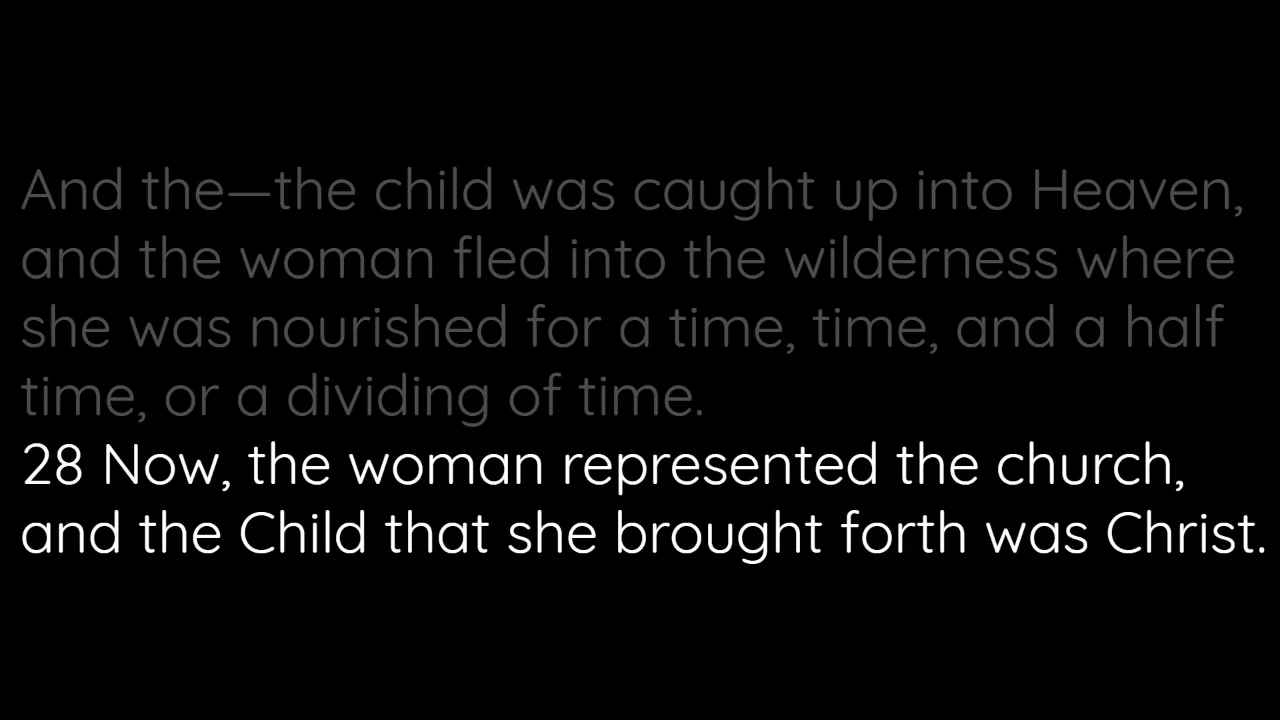 And the—the child was caught up into Heaven,
and the woman fled into the wilderness where
she was nourished for a time, time, and a half
time, or a dividing of time.
28 Now, the woman represented the church,
and the Child that she brought forth was Christ.